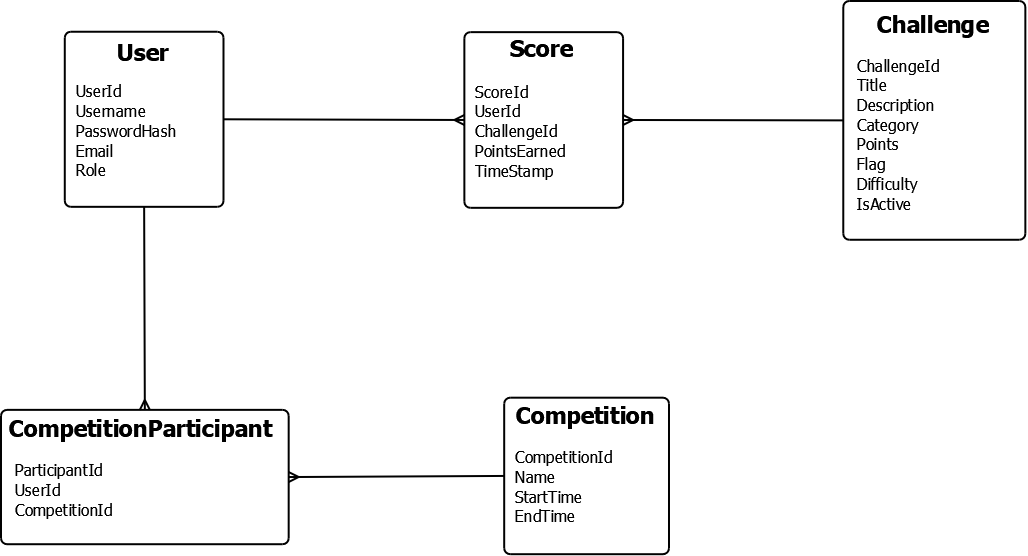 User
UserId
Username
PasswordHash
Email
Role
Score
ScoreId
UserId
ChallengeId
PointsEarned
TimeStamp
Challenge
ChallengeId
Title
Description
Category
Points
Flag
Difficulty
IsActive
CompetitionParticipant
ParticipantId
UserId
CompetitionId
Competition
CompetitionId
Name
StartTime
EndTime